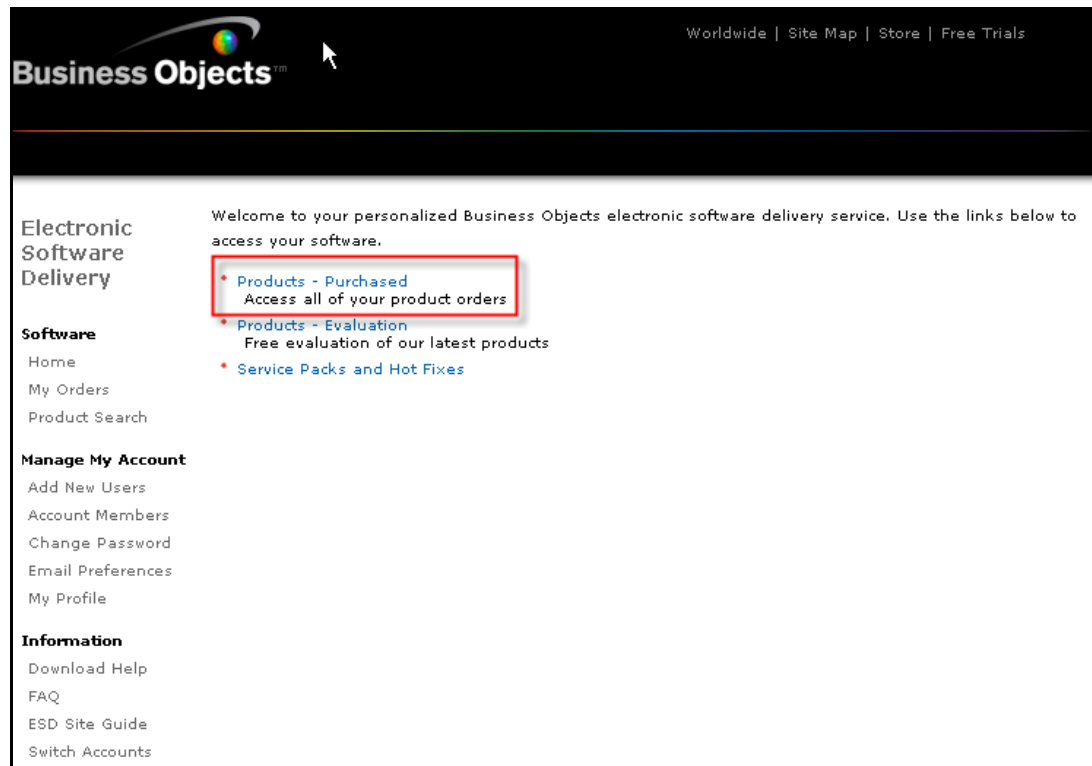 Worldwide | Site Map | Store | Free Trials
Business Objects™
Electronic
Software
Delivery
Software
Home
My Orders
Product Search
Manage My Account
Add New Users
Account Members
Change Password
Email Preferences
My Profile
Information
Download Help
FAQ
ESD Site Guide
Switch Accounts
Welcome to your personalized Business Objects electronic software delivery service. Use the links below to
access your software.
Products - Purchased
Access all of your product orders
Products - Evaluation
Free evaluation of our latest products
Service Packs and Hot Fixes